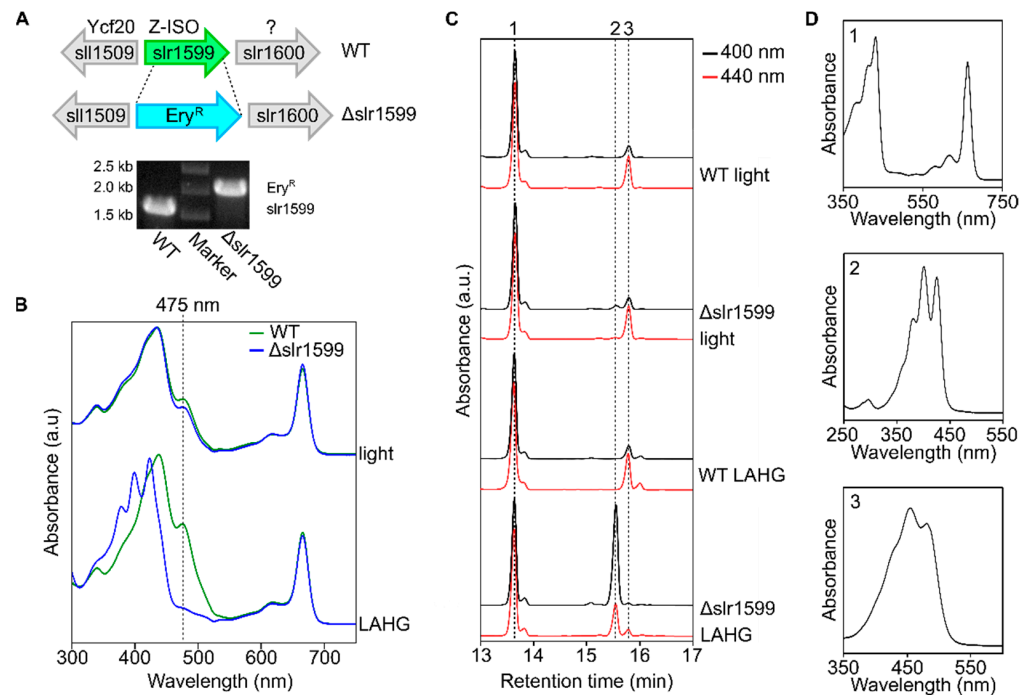 A
Ycf20 Z-ISO ?
sll1509 slr1599 slr1600 WT
sll1509 Ery^R slr1600 Δslr1599
2.5 kb
2.0 kb
1.5 kb
Ery^R
slr1599
WT
Marker
Δslr1599
B
475 nm
WT
Δslr1599
light
LAHG
Absorbance (a.u)
300 400 500 600 700
Wavelength (nm)
C
1 2 3
400 nm
440 nm
WT light
Δslr1599
light
WT LAHG
Δslr1599
LAHG
Absorbance (a.u.)
13 14 15 16 17
Retention time (min)
D
1
Absorbance
350 550 750
Wavelength (nm)
2
Absorbance
250 350 450 550
Wavelength (nm)
3
Absorbance
350 450 550
Wavelength (nm)